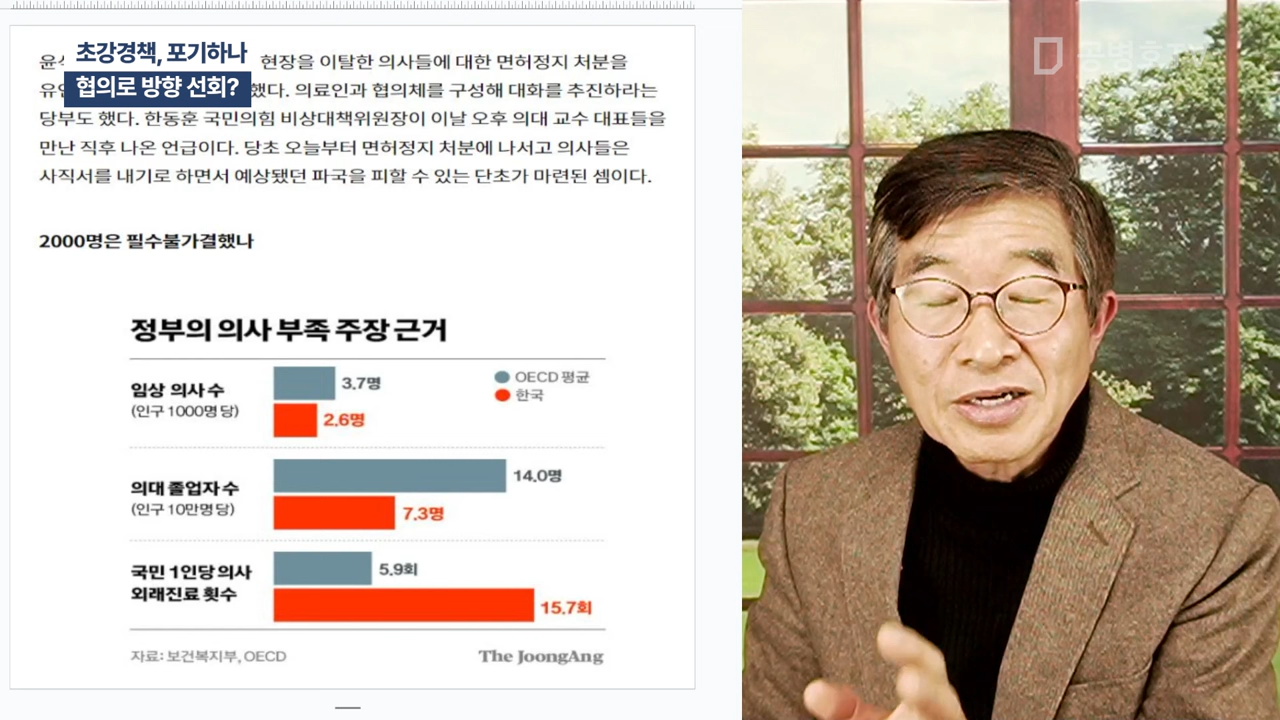 초강경책, 포기하나
협의로 방향 선회?
현장을 이탈한 의사들에 대한 면허정지 처분을
했다. 의료인과 협의체를 구성해 대화를 추진하라는
당부도 했다. 한동훈 국민의힘 비상대책위원장이 이날 오후 의대 교수 대표들을
만난 직후 나온 언급이다. 당초 오늘부터 면허정지 처분에 나서고 의사들은
사직서를 내기로 하면서 예상됐던 파국을 피할 수 있는 단초가 마련된 셈이다.
2000명은 필수불가결했나
정부의 의사 부족 주장 근거
OECD 평균
한국
임상 의사 수
(인구 1000명 당)
3.7명
2.6명
의대 졸업자 수
(인구 10만명 당)
14.0명
7.3명
국민 1인당 의사
외래진료 횟수
5.9회
15.7회
자료: 보건복지부, OECD
The JoongAng